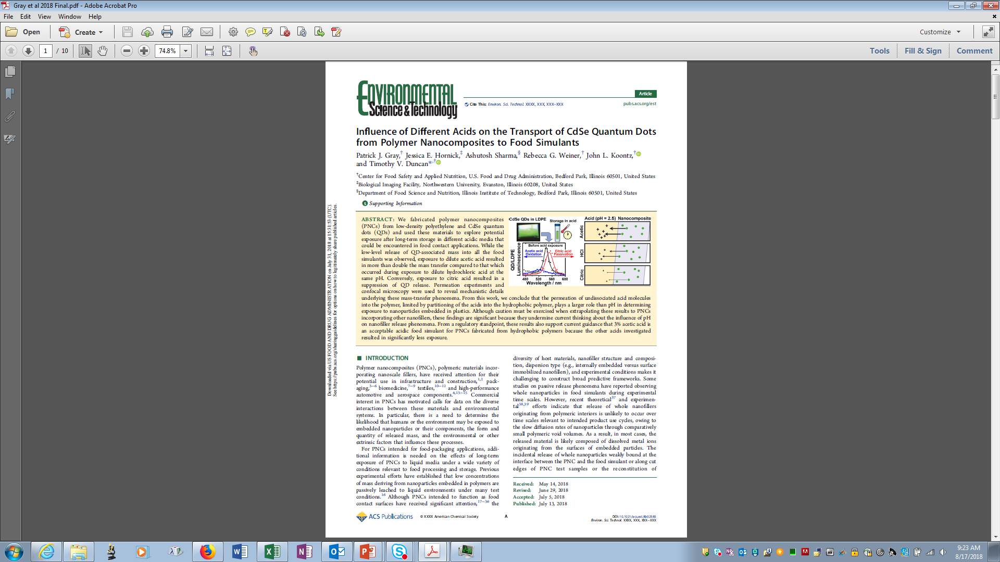 Gray et al 2018 Final.pdf - Adobe Acrobat Pro
File Edit View Window Help
Open Create Customize
1 / 10 74.8% Tools Fill & Sign Comment
ENVIRONMENTAL
Science & Technology
Article
Cite This: Environ. Sci. Technol. XXXX, XXX, XXX−XXX
pubs.acs.org/est
Influence of Different Acids on the Transport of CdSe Quantum Dots
from Polymer Nanocomposites to Food Simulants
Patrick J. Gray,† Jessica E. Hornick,‡ Ashutosh Sharma,§ Rebecca G. Weiner,† John L. Koontz,†
and Timothy V. Duncan*,†
†Center for Food Safety and Applied Nutrition, U.S. Food and Drug Administration, Bedford Park, Illinois 60501, United States
‡Biological Imaging Facility, Northwestern University, Evanston, Illinois 60208, United States
§Department of Food Science and Nutrition, Illinois Institute of Technology, Bedford Park, Illinois 60501, United States
S Supporting Information
ABSTRACT: We fabricated polymer nanocomposites
(PNCs) from low-density polyethylene and CdSe quantum
dots (QDs) and used these materials to explore potential
exposure after long-term storage in different acidic media that
could be encountered in food contact applications. While the
low-level release of QD-associated mass into all the food
simulants was observed, exposure to dilute acetic acid resulted
in more than double the mass transfer compared to that which
occurred during exposure to dilute hydrochloric acid at the
same pH. Conversely, exposure to citric acid resulted in a
suppression of QD release. Permeation experiments and
confocal microscopy were used to reveal mechanistic details
underlying these mass-transfer phenomena. From this work, we conclude that the permeation of undissociated acid molecules
into the polymer, limited by partitioning of the acids into the hydrophobic polymer, plays a larger role than pH in determining
exposure to nanoparticles embedded in plastics. Although caution must be exercised when extrapolating these results to PNCs
incorporating other nanofillers, these findings are significant because they undermine current thinking about the influence of pH
on nanofiller release phenomena. From a regulatory standpoint, these results also support current guidance that 3% acetic acid is
an acceptable acidic food simulant for PNCs fabricated from hydrophobic polymers because the other acids investigated
resulted in significantly less exposure.
CdSe QDs in LDPE
Storage in acid
Before acid exposure
Acetic acid
Oxidation
Citric acid
Passivation
QD/LDPE
Luminescence
480 520 560 600
Wavelength / nm
Acid (pH = 2.5) Nanocomposite
Acetic
HCl
Citric
Downloaded via US FOOD AND DRUG ADMINISTRATION on July 31, 2018 at 15:31:53 (UTC).
See https://pubs.acs.org/sharingguidelines for options on how to legitimately share published articles.
■ INTRODUCTION
Polymer nanocomposites (PNCs), polymeric materials incor-
porating nanoscale fillers, have received attention for their
potential use in infrastructure and construction,1,2 pack-
aging,3−6 biomedicine,7−9 textiles,10−12 and high-performance
automotive and aerospace components.4,13−15 Commercial
interest in PNCs has motivated calls for data on the diverse
interactions between these materials and environmental
systems. In particular, there is a need to determine the
likelihood that humans or the environment may be exposed to
embedded nanoparticles or their components, the form and
quantity of released mass, and the environmental or other
extrinsic factors that influence these processes.
For PNCs intended for food-packaging applications, addi-
tional information is needed on the effects of long-term
exposure of PNCs to liquid media under a wide variety of
conditions relevant to food processing and storage. Previous
experimental efforts have established that low concentrations
of mass deriving from nanoparticles embedded in polymers are
passively leached to liquid environments under many test
conditions.16 Although PNCs intended to function as food
contact surfaces have received significant attention,17−36 the
diversity of host materials, nanofiller structure and composi-
tion, dispersion type (e.g., internally embedded versus surface
immobilized nanofillers), and experimental conditions makes it
challenging to construct broad predictive frameworks. Some
studies on passive release phenomena have reported observing
whole nanoparticles in food simulants during experimental
time scales. However, recent theoretical37 and experimen-
tal38,39 efforts indicate that release of whole nanofillers
originating from polymeric interiors is unlikely to occur over
time scales relevant to intended product use cycles, owing to
the slow diffusion rates of nanoparticles through comparatively
small polymeric void volumes. As a result, in most cases, the
released material is likely composed of dissolved metal ions
originating from the surfaces of embedded particles. The
incidental release of whole nanoparticles weakly bound at the
interface between the PNC and the food simulant or along cut
edges of PNC test samples or the reconstitution of
Received: May 14, 2018
Revised: June 29, 2018
Accepted: July 5, 2018
Published: July 13, 2018
ACS Publications
© XXXX American Chemical Society
A
DOI: 10.1021/acs.est.8b02585
Environ. Sci. Technol. XXXX, XXX, XXX−XXX
9:23 AM
8/17/2018